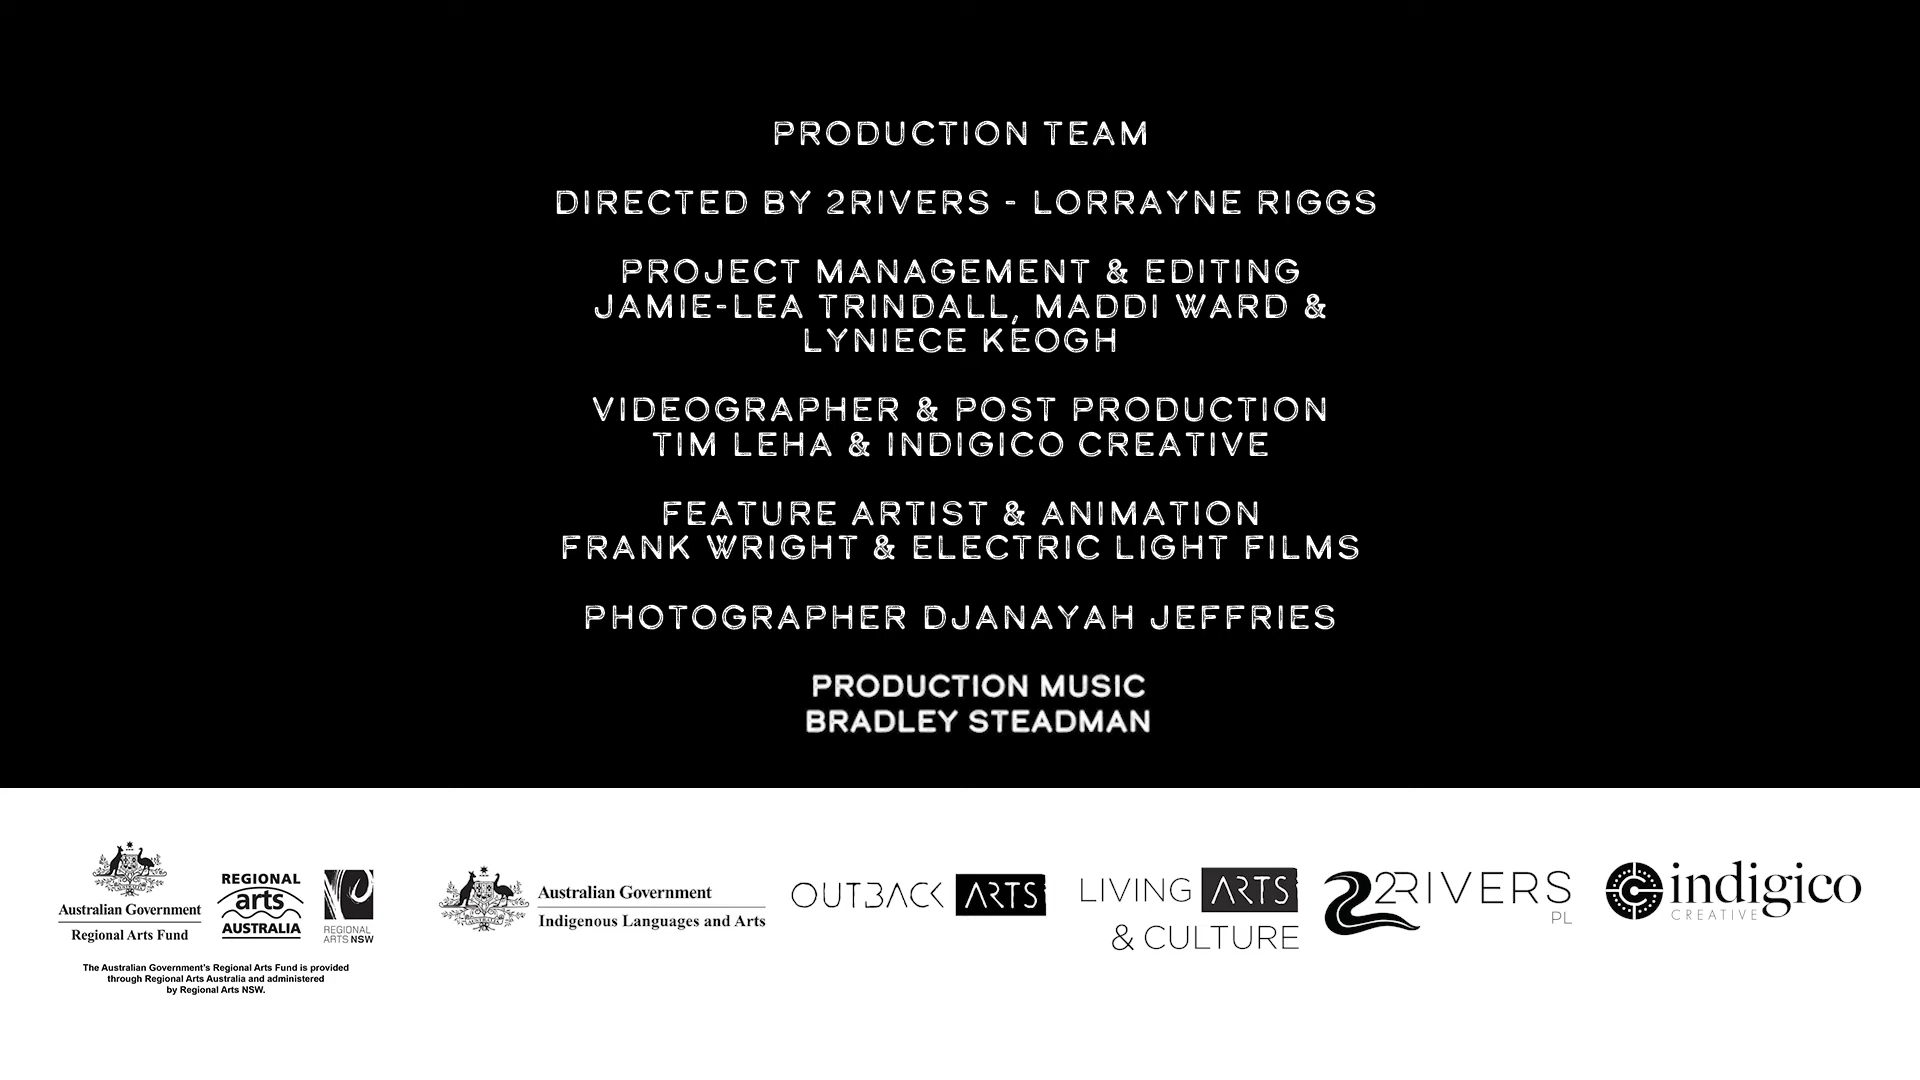 PRODUCTION TEAM
DIRECTED BY 2RIVERS - LORRAYNE RIGGS
PROJECT MANAGEMENT & EDITING
JAMIE-LEA TRINDALL, MADDI WARD &
LYNIECE KEOGH
VIDEOGRAPHER & POST PRODUCTION
TIM LEHA & INDIGICO CREATIVE
FEATURE ARTIST & ANIMATION
FRANK WRIGHT & ELECTRIC LIGHT FILMS
PHOTOGRAPHER DJANAYAH JEFFRIES
PRODUCTION MUSIC
BRADLEY STEADMAN
Australian Government
Regional Arts Fund
REGIONAL
arts
AUSTRALIA
REGIONAL
ARTS NSW
The Australian Government's Regional Arts Fund is provided
through Regional Arts Australia and administered
by Regional Arts NSW.
Australian Government
Indigenous Languages and Arts
OUTBACK ARTS
LIVING ARTS
& CULTURE
2RIVERS
PL
indigico
CREATIVE